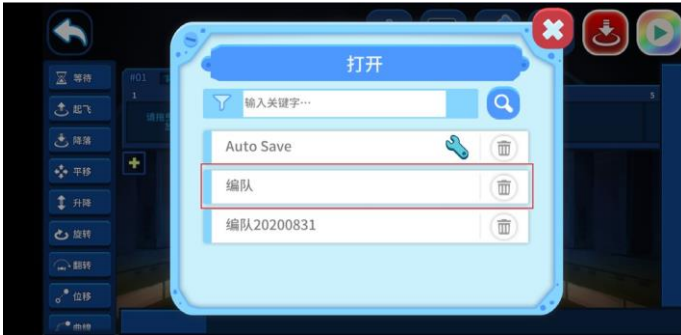 打开
输入关键字…
Auto Save
编队
编队20200831
等待
起飞
降落
平移
升降
旋转
翻转
位移
曲线
#01
1
5